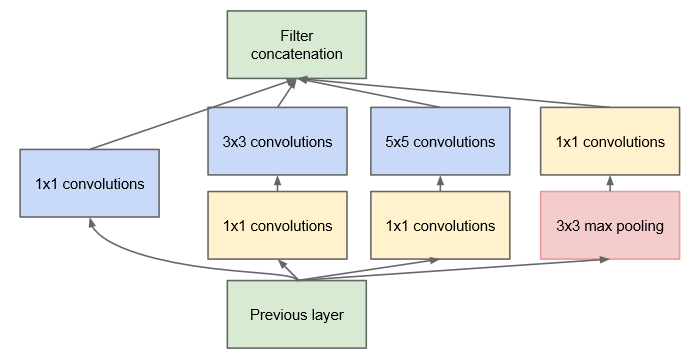 Filter
concatenation
3x3 convolutions
5x5 convolutions
1x1 convolutions
1x1 convolutions
1x1 convolutions
1x1 convolutions
3x3 max pooling
Previous layer